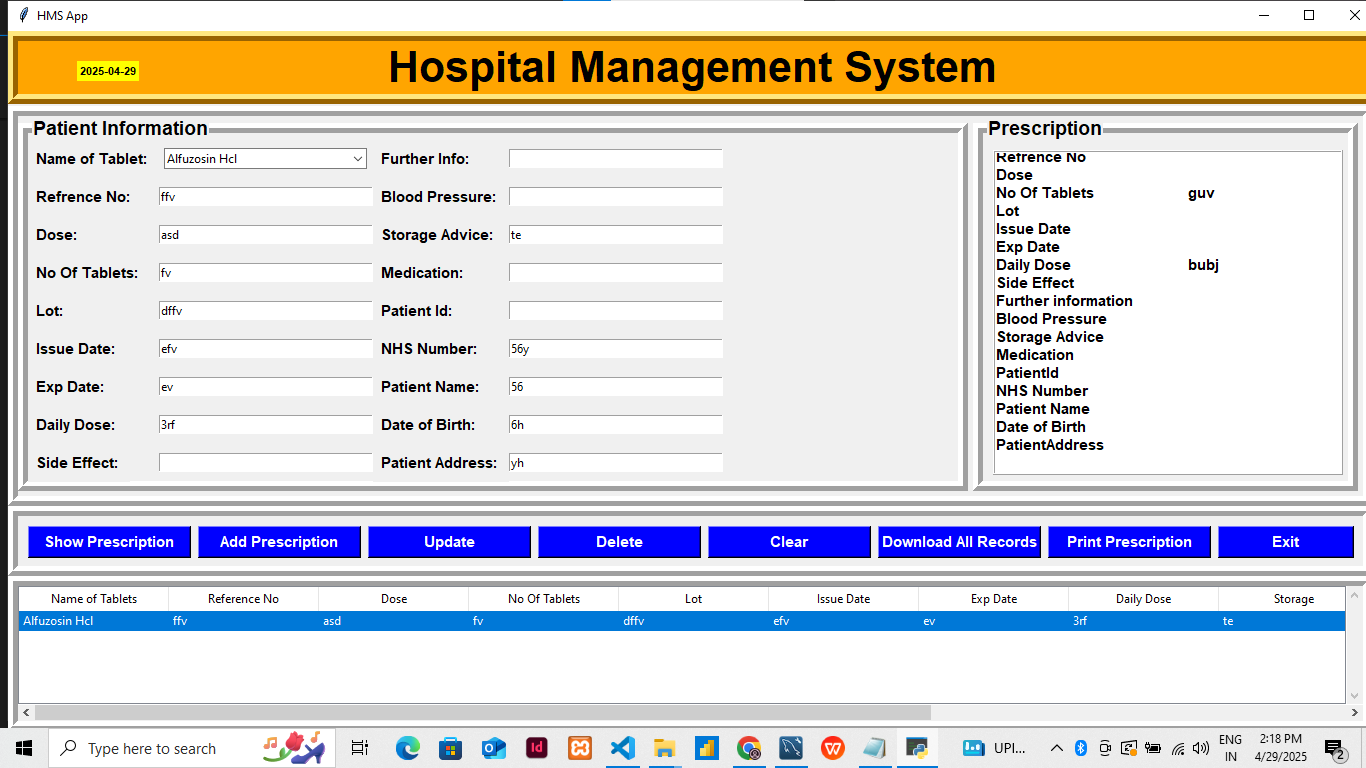 HMS App
2025-04-29
Hospital Management System
Patient Information
Name of Tablet: Alfuzosin Hcl Further Info:
Refrence No: ffv Blood Pressure:
Dose: asd Storage Advice: te
No Of Tablets: fv Medication:
Lot: dffv Patient Id:
Issue Date: efv NHS Number: 56y
Exp Date: ev Patient Name: 56
Daily Dose: 3rf Date of Birth: 6h
Side Effect: Patient Address: yh
Prescription
Refrence No
Dose
No Of Tablets guv
Lot
Issue Date
Exp Date
Daily Dose bubj
Side Effect
Further information
Blood Pressure
Storage Advice
Medication
PatientId
NHS Number
Patient Name
Date of Birth
PatientAddress
Show Prescription Add Prescription Update Delete Clear Download All Records Print Prescription Exit
Name of Tablets Reference No Dose No Of Tablets Lot Issue Date Exp Date Daily Dose Storage
Alfuzosin Hcl ffv asd fv dffv efv ev 3rf te
Type here to search
Id
UPI...
ENG
IN
2:18 PM
4/29/2025
2